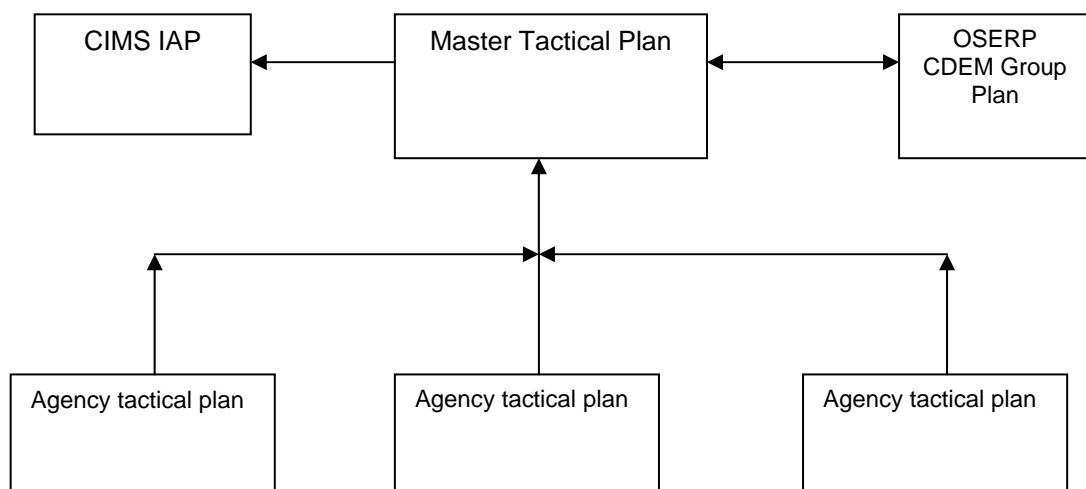 CIMS IAP
Master Tactical Plan
OSERP
CDEM Group
Plan
Agency tactical plan
Agency tactical plan
Agency tactical plan